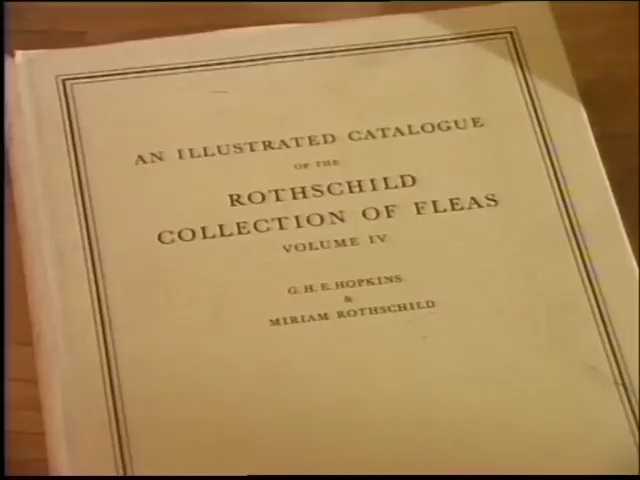 AN ILLUSTRATED CATALOGUE
OF THE
ROTHSCHILD
COLLECTION OF FLEAS
VOLUME IV
G. H. E. HOPKINS
&
MIRIAM ROTHSCHILD